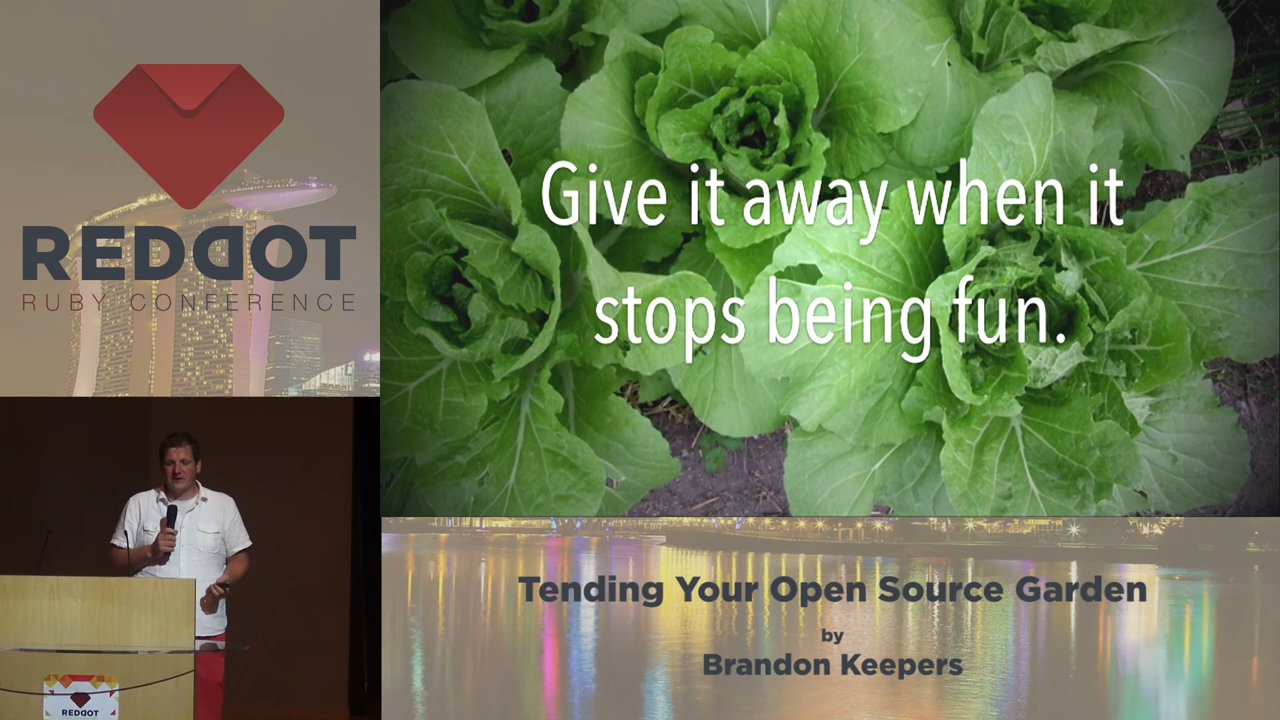 REDDOT
RUBY CONFERENCE
Give it away when it
stops being fun.
Tending Your Open Source Garden
by
Brandon Keepers
REDDOT